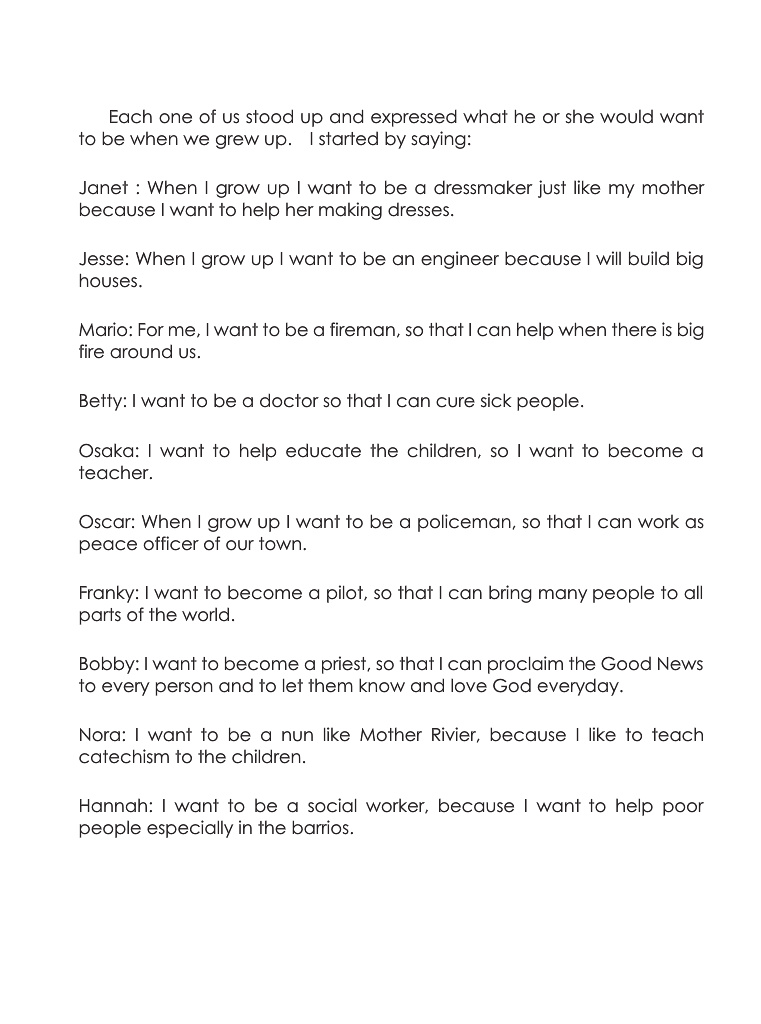 Each one of us stood up and expressed what he or she would want
to be when we grew up. I started by saying:
Janet : When I grow up I want to be a dressmaker just like my mother
because I want to help her making dresses.
Jesse: When I grow up I want to be an engineer because I will build big
houses.
Mario: For me, I want to be a fireman, so that I can help when there is big
fire around us.
Betty: I want to be a doctor so that I can cure sick people.
Osaka: I want to help educate the children, so I want to become a
teacher.
Oscar: When I grow up I want to be a policeman, so that I can work as
peace officer of our town.
Franky: I want to become a pilot, so that I can bring many people to all
parts of the world.
Bobby: I want to become a priest, so that I can proclaim the Good News
to every person and to let them know and love God everyday.
Nora: I want to be a nun like Mother Rivier, because I like to teach
catechism to the children.
Hannah: I want to be a social worker, because I want to help poor
people especially in the barrios.